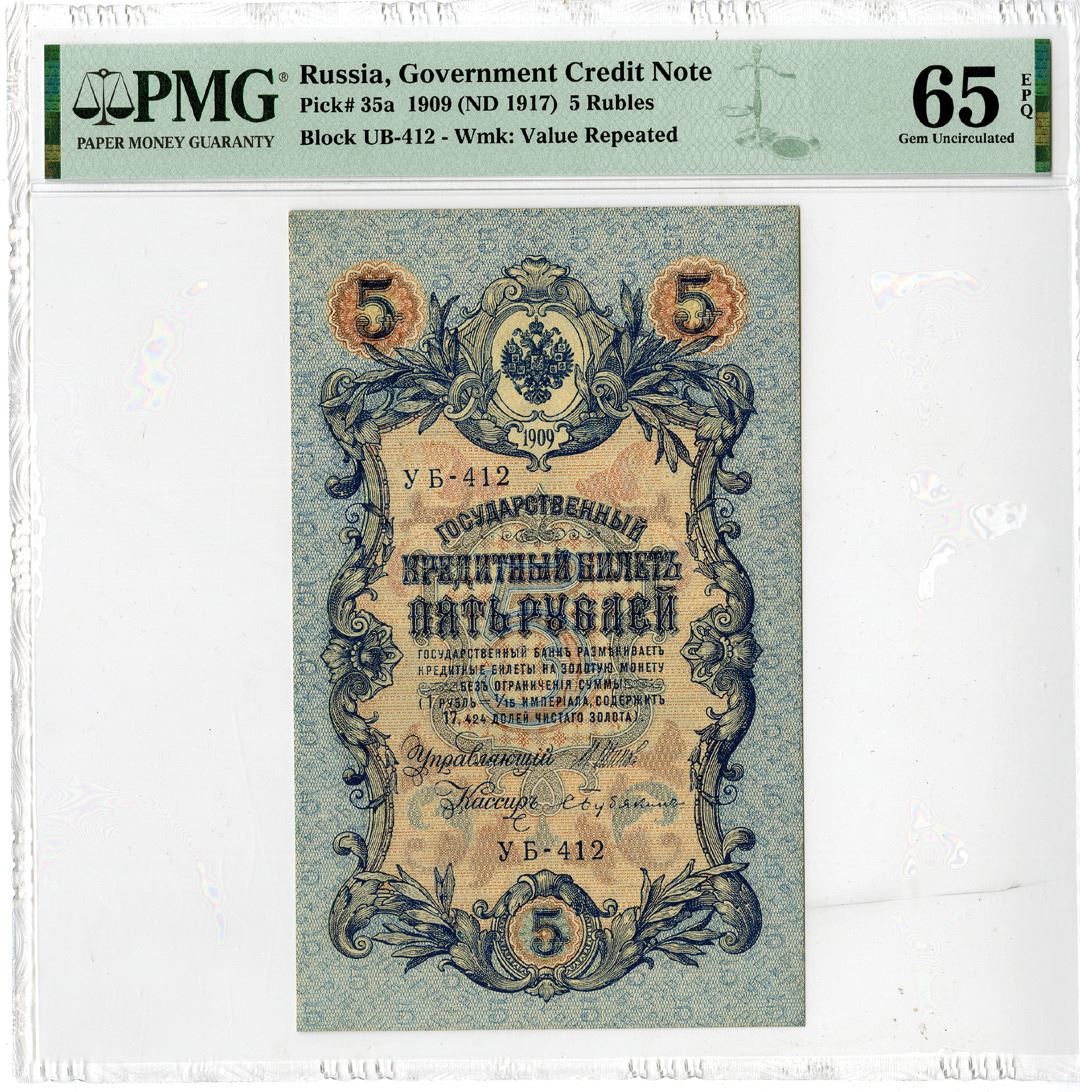 PMG®
PAPER MONEY GUARANTY
Russia, Government Credit Note
Pick# 35a 1909 (ND 1917) 5 Rubles
Block UB-412 - Wmk: Value Repeated
65
EPQ
Gem Uncirculated
5
5
1909
УБ-412
ГОСУДАРСТВЕННЫЙ
КРЕДИТНЫЙ БИЛЕТЪ
ПЯТЬ РУБЛЕЙ
5
ГОСУДАРСТВЕННЫЙ БАНКЪ РАЗМѢНИВАЕТЪ
КРЕДИТНЫЕ БИЛЕТЫ НА ЗОЛОТУЮ МОНЕТУ
БЕЗЪ ОГРАНИЧЕНІЯ СУММЫ
(1 РУБЛЬ = 1/15 ИМПЕРІАЛА, СОДЕРЖИТЪ
17,424 ДОЛЕЙ ЧИСТАГО ЗОЛОТА).
Управляющій
Кассиръ
УБ-412
5